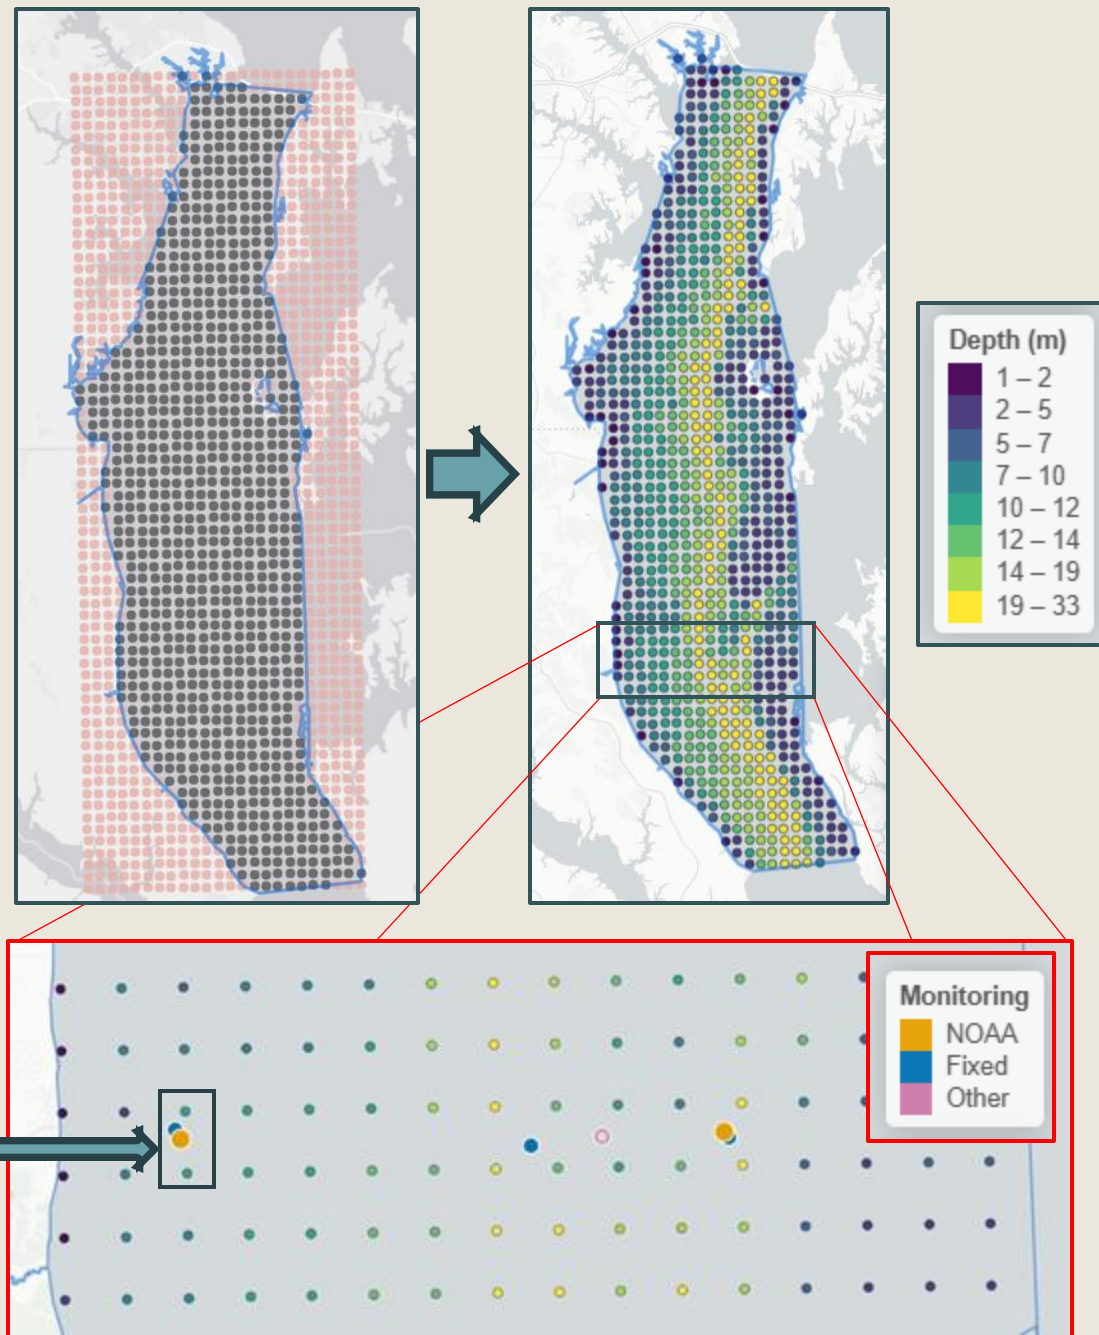 Depth (m)
1 – 2
2 – 5
5 – 7
7 – 10
10 – 12
12 – 14
14 – 19
19 – 33
Monitoring
NOAA
Fixed
Other